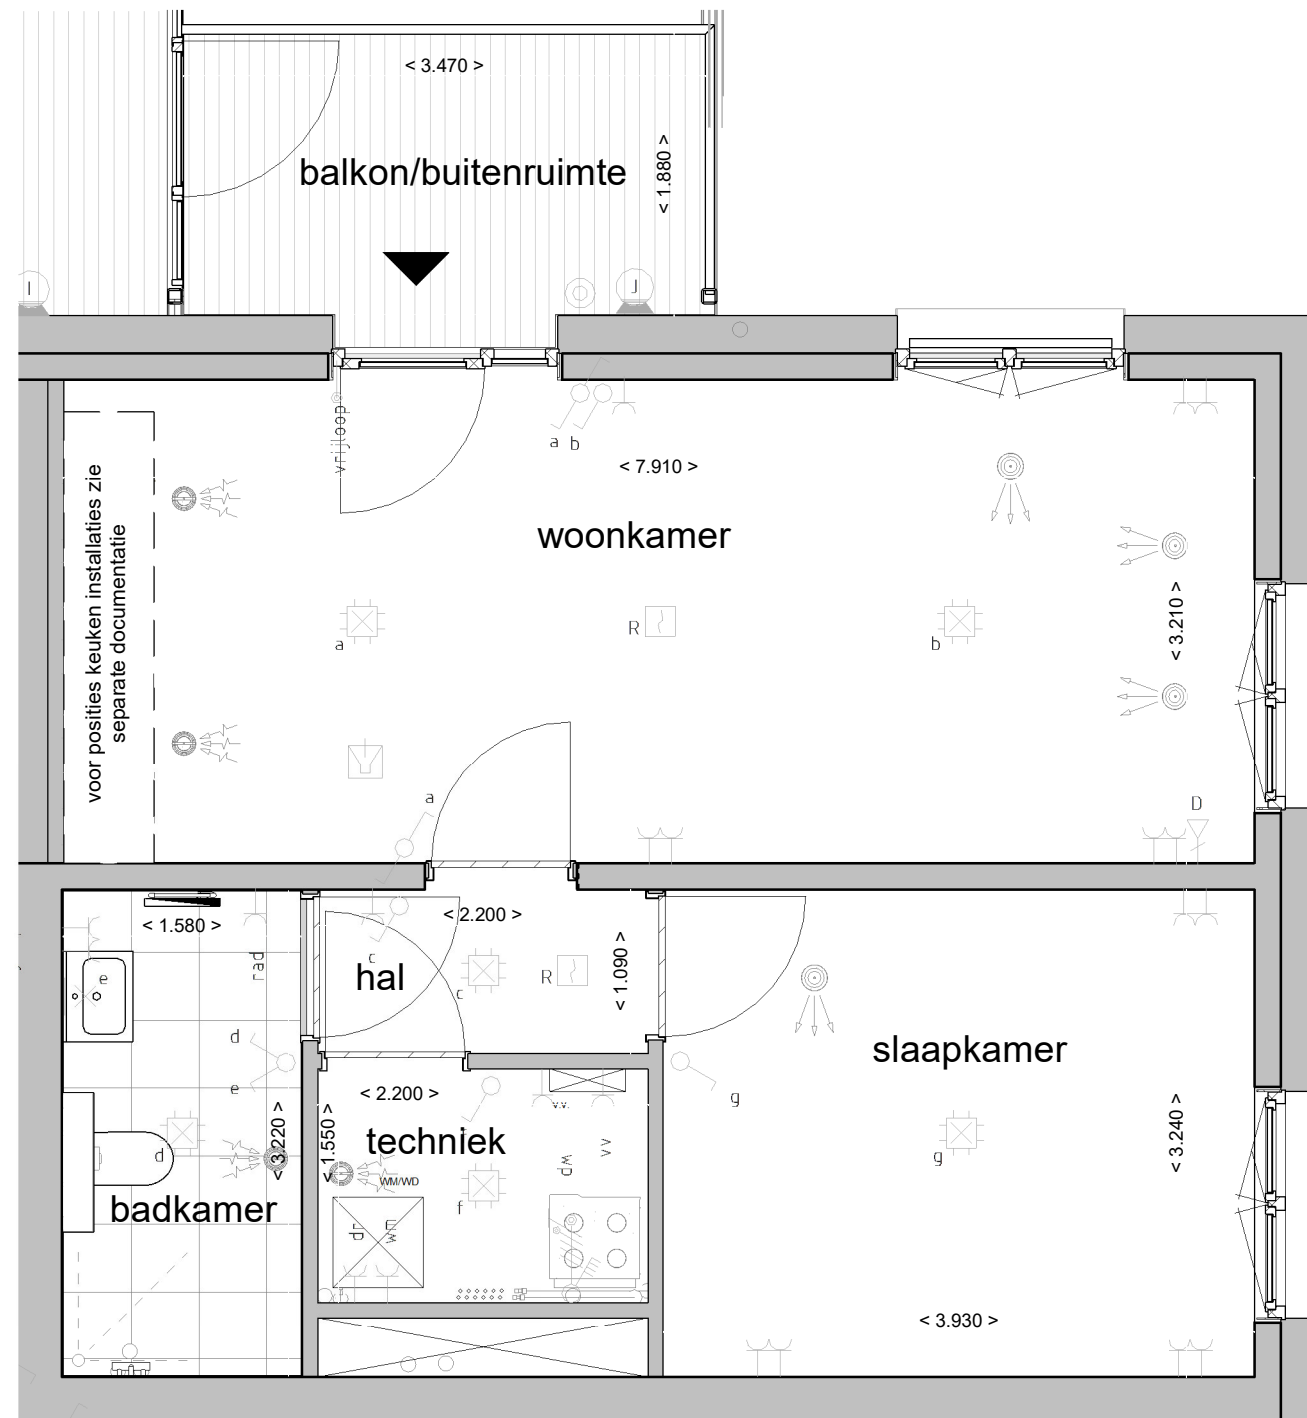 < 3.470 >
< 1.880 >
balkon/buitenruimte
I
J
vrijloop
a
b
< 7.910 >
woonkamer
voor posities keuken installaties zie
separate documentatie
< 3.210 >
a
R
b
a
D
< 1.580 >
< 2.200 >
c
rad
hal
c
R
< 1.090 >
e
slaapkamer
d
e
g
< 2.200 >
v.v.
< 3.220 >
< 1.550 >
techniek
wp
vv
d
WM/WD
f
g
< 3.240 >
badkamer
dr
wm
< 3.930 >